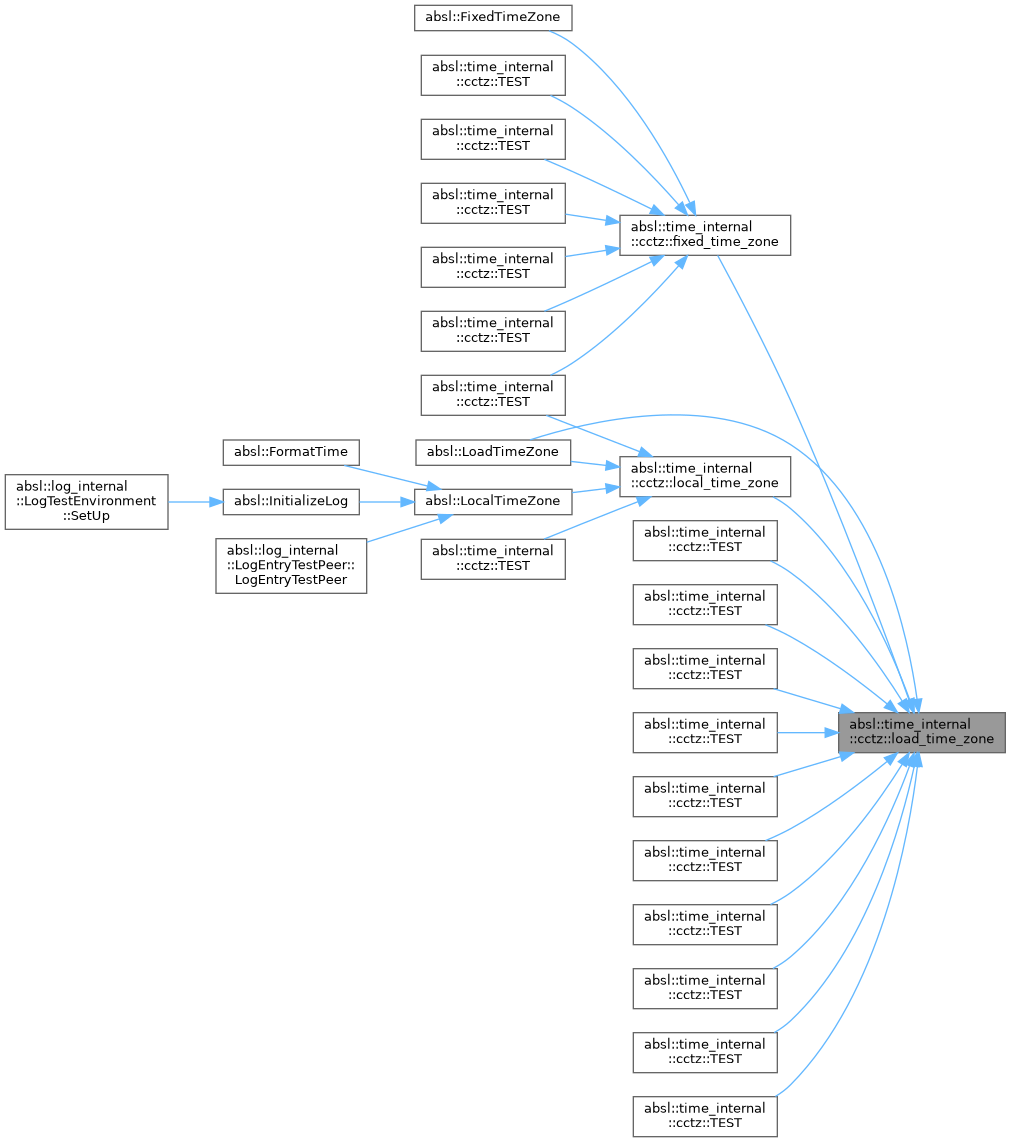 absl::FixedTimeZone
absl::time_internal
::cctz::TEST
absl::time_internal
::cctz::TEST
absl::time_internal
::cctz::TEST
absl::time_internal
::cctz::fixed_time_zone
absl::time_internal
::cctz::TEST
absl::time_internal
::cctz::TEST
absl::time_internal
::cctz::TEST
absl::FormatTime
absl::LoadTimeZone
absl::time_internal
::cctz::local_time_zone
absl::log_internal
::LogTestEnvironment
::SetUp
absl::InitializeLog
absl::LocalTimeZone
absl::log_internal
::LogEntryTestPeer::
LogEntryTestPeer
absl::time_internal
::cctz::TEST
absl::time_internal
::cctz::TEST
absl::time_internal
::cctz::TEST
absl::time_internal
::cctz::TEST
absl::time_internal
::cctz::TEST
absl::time_internal
::cctz::load_time_zone
absl::time_internal
::cctz::TEST
absl::time_internal
::cctz::TEST
absl::time_internal
::cctz::TEST
absl::time_internal
::cctz::TEST
absl::time_internal
::cctz::TEST
absl::time_internal
::cctz::TEST